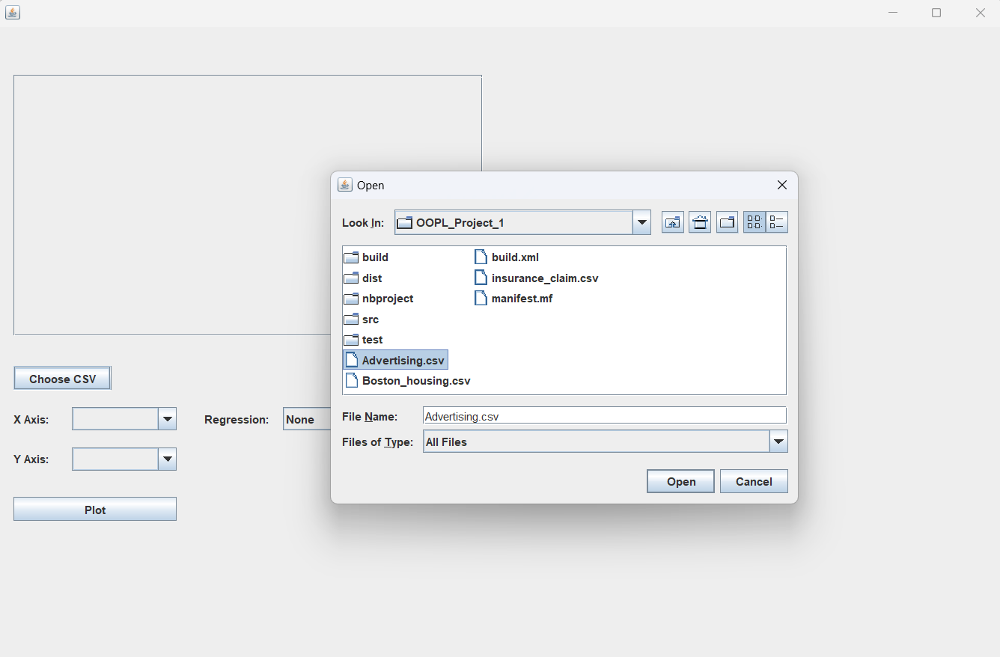 Open
Look In: OOPL_Project_1
build build.xml
dist insurance_claim.csv
nbproject manifest.mf
src
test
Advertising.csv
Boston_housing.csv
File Name: Advertising.csv
Files of Type: All Files
Open Cancel
Choose CSV
X Axis: Regression: None
Y Axis:
Plot